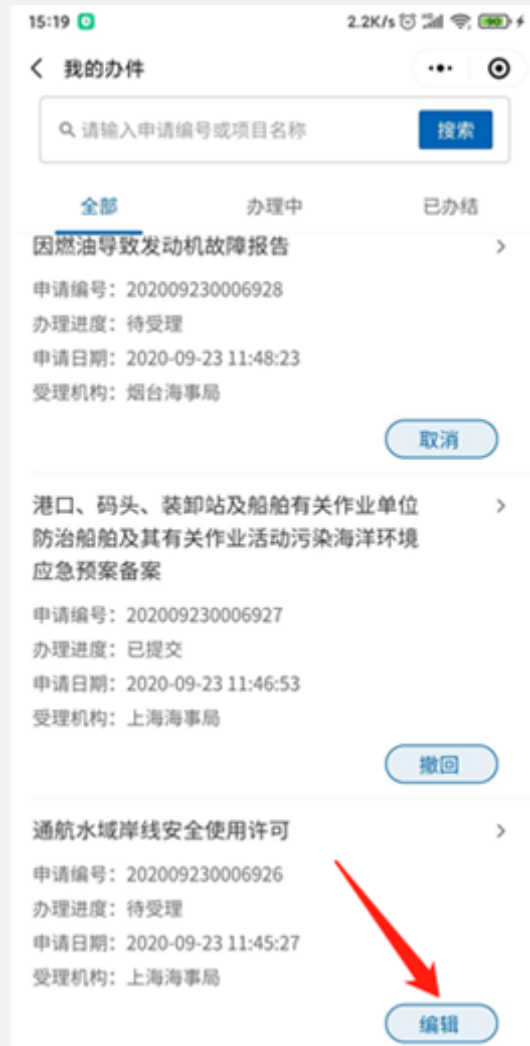 15:19 2.2K/s 90
我的办件
请输入申请编号或项目名称 搜索
全部 办理中 已办结
因燃油导致发动机故障报告
申请编号：202009230006928
办理进度：待受理
申请日期：2020-09-23 11:48:23
受理机构：烟台海事局
取消
港口、码头、装卸站及船舶有关作业单位
防治船舶及其有关作业活动污染海洋环境
应急预案备案
申请编号：202009230006927
办理进度：已提交
申请日期：2020-09-23 11:46:53
受理机构：上海海事局
撤回
通航水域岸线安全使用许可
申请编号：202009230006926
办理进度：待受理
申请日期：2020-09-23 11:45:27
受理机构：上海海事局
编辑